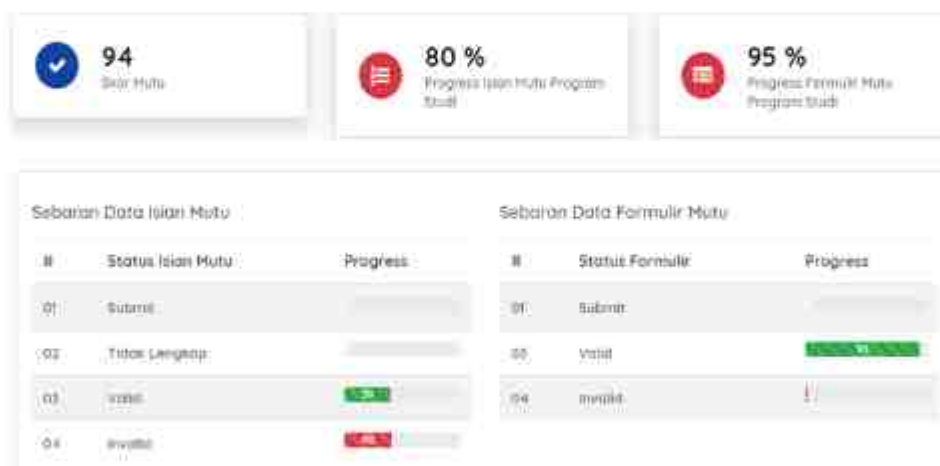 94
Skor Mutu
80 %
Progress Isian Mutu Program
Studi
95 %
Progress Formulir Mutu
Program Studi
Sebaran Data Isian Mutu
# Status Isian Mutu Progress
01 Submit
02 Tidak Lengkap
03 Valid
04 Invalid
Sebaran Data Formulir Mutu
# Status Formulir Progress
01 Submit
Valid
04 Invalid